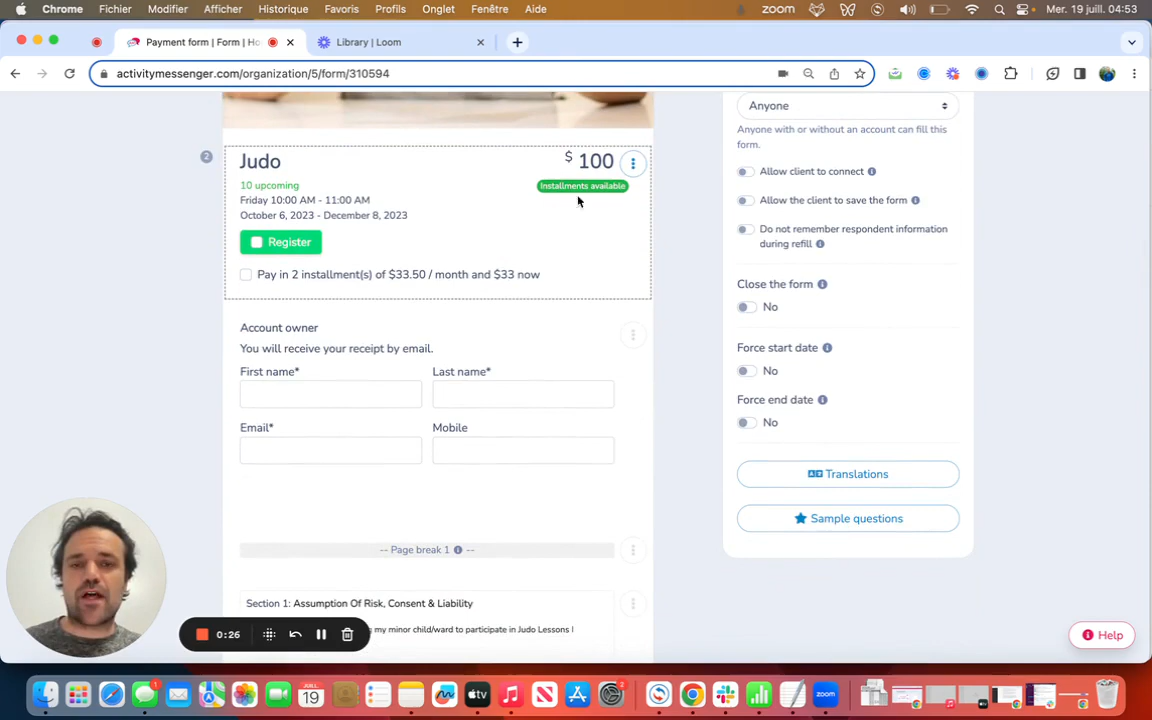 Chrome Fichier Modifier Afficher Historique Favoris Profils Onglet Fenêtre Aide zoom Mer. 19 juill. 04:53
Payment form | Form | Ho
Library | Loom
activitymessenger.com/organization/5/form/310594
2
Judo
$ 100
Installments available
10 upcoming
Friday 10:00 AM - 11:00 AM
October 6, 2023 - December 8, 2023
Register
Pay in 2 installment(s) of $33.50 / month and $33 now
Account owner
You will receive your receipt by email.
First name*
Last name*
Email*
Mobile
-- Page break 1 --
Section 1: Assumption Of Risk, Consent & Liability
my minor child/ward to participate in Judo Lessons !
0:26
Anyone
Anyone with or without an account can fill this
form.
Allow client to connect
Allow the client to save the form
Do not remember respondent information
during refill
Close the form
No
Force start date
No
Force end date
No
Translations
Sample questions
Help
JUIL.
19
1
tv
2
zoom